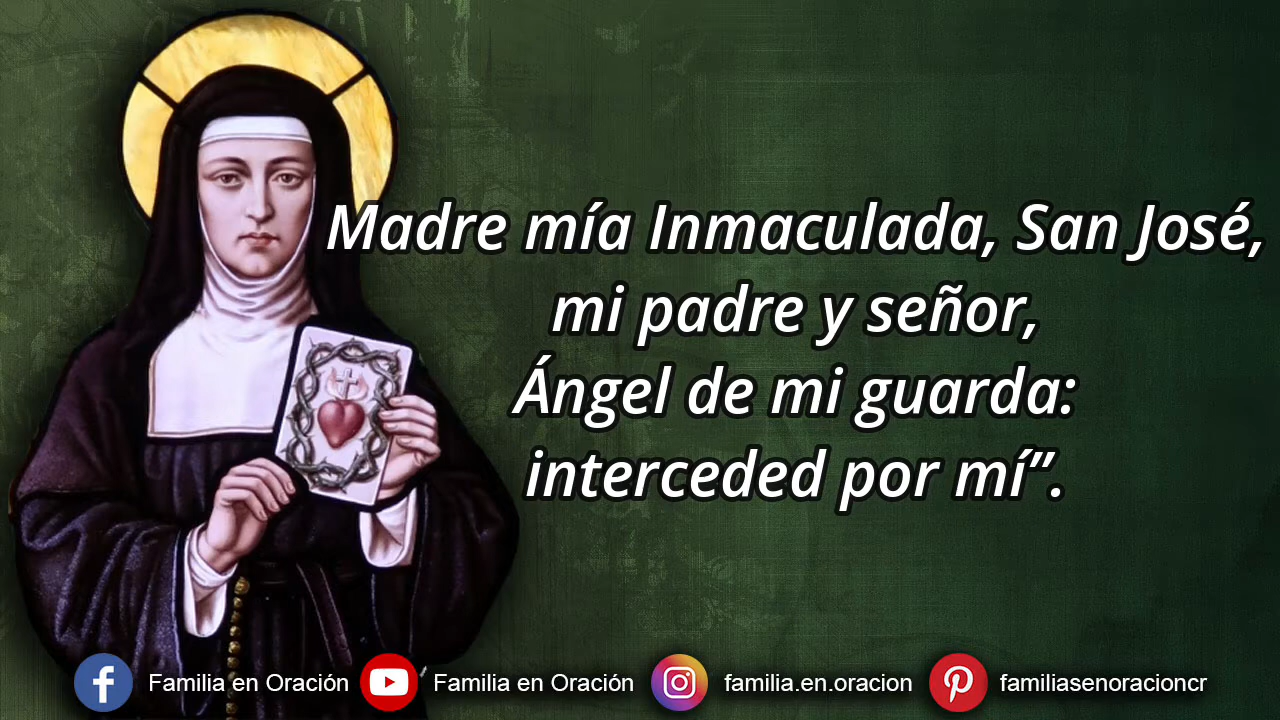 Madre mía Inmaculada, San José,
mi padre y señor,
Ángel de mi guarda:
interceded por mí”.
Familia en Oración
Familia en Oración
familia.en.oracion
familiasenoracioncr